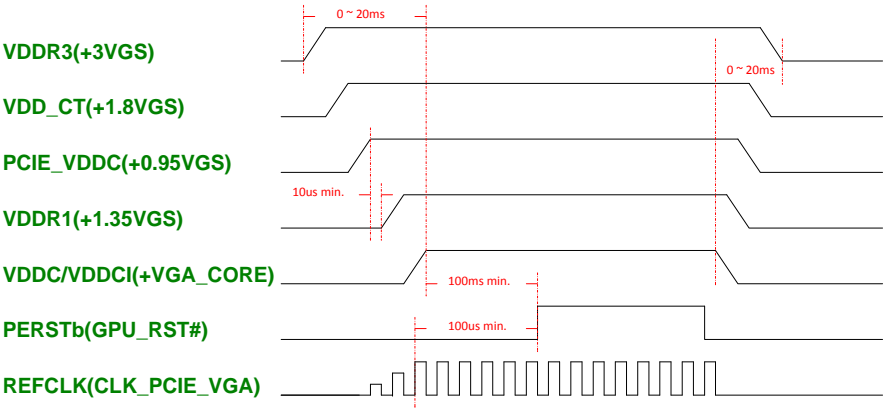 0 ~ 20ms
VDDR3(+3VGS)
0 ~ 20ms
VDD_CT(+1.8VGS)
PCIE_VDDC(+0.95VGS)
10us min.
VDDR1(+1.35VGS)
VDDC/VDDCI(+VGA_CORE)
100ms min.
PERSTb(GPU_RST#)
100us min.
REFCLK(CLK_PCIE_VGA)